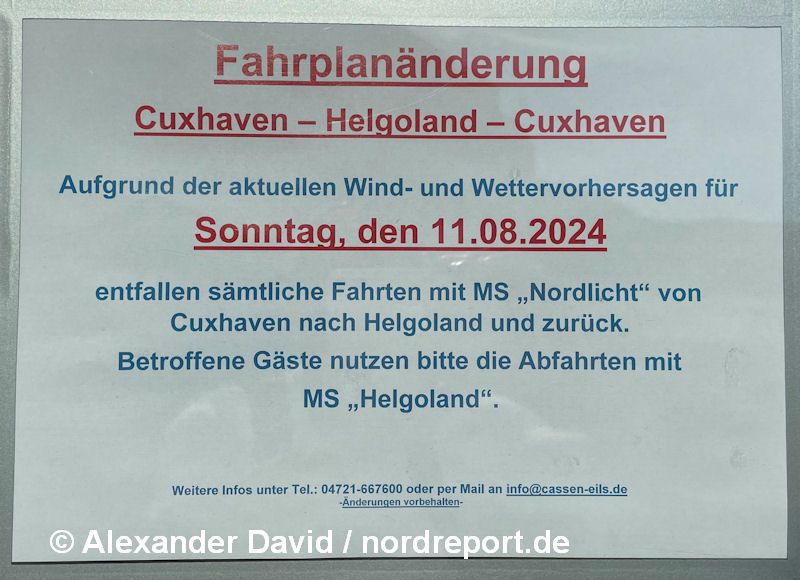 Fahrplanänderung
Cuxhaven – Helgoland – Cuxhaven
Aufgrund der aktuellen Wind- und Wettervorhersagen für
Sonntag, den 11.08.2024
entfallen sämtliche Fahrten mit MS „Nordlicht“ von
Cuxhaven nach Helgoland und zurück.
Betroffene Gäste nutzen bitte die Abfahrten mit
MS „Helgoland“.
Weitere Infos unter Tel.: 04721-667600 oder per Mail an info@cassen-eils.de
-Änderungen vorbehalten-
© Alexander David / nordreport.de